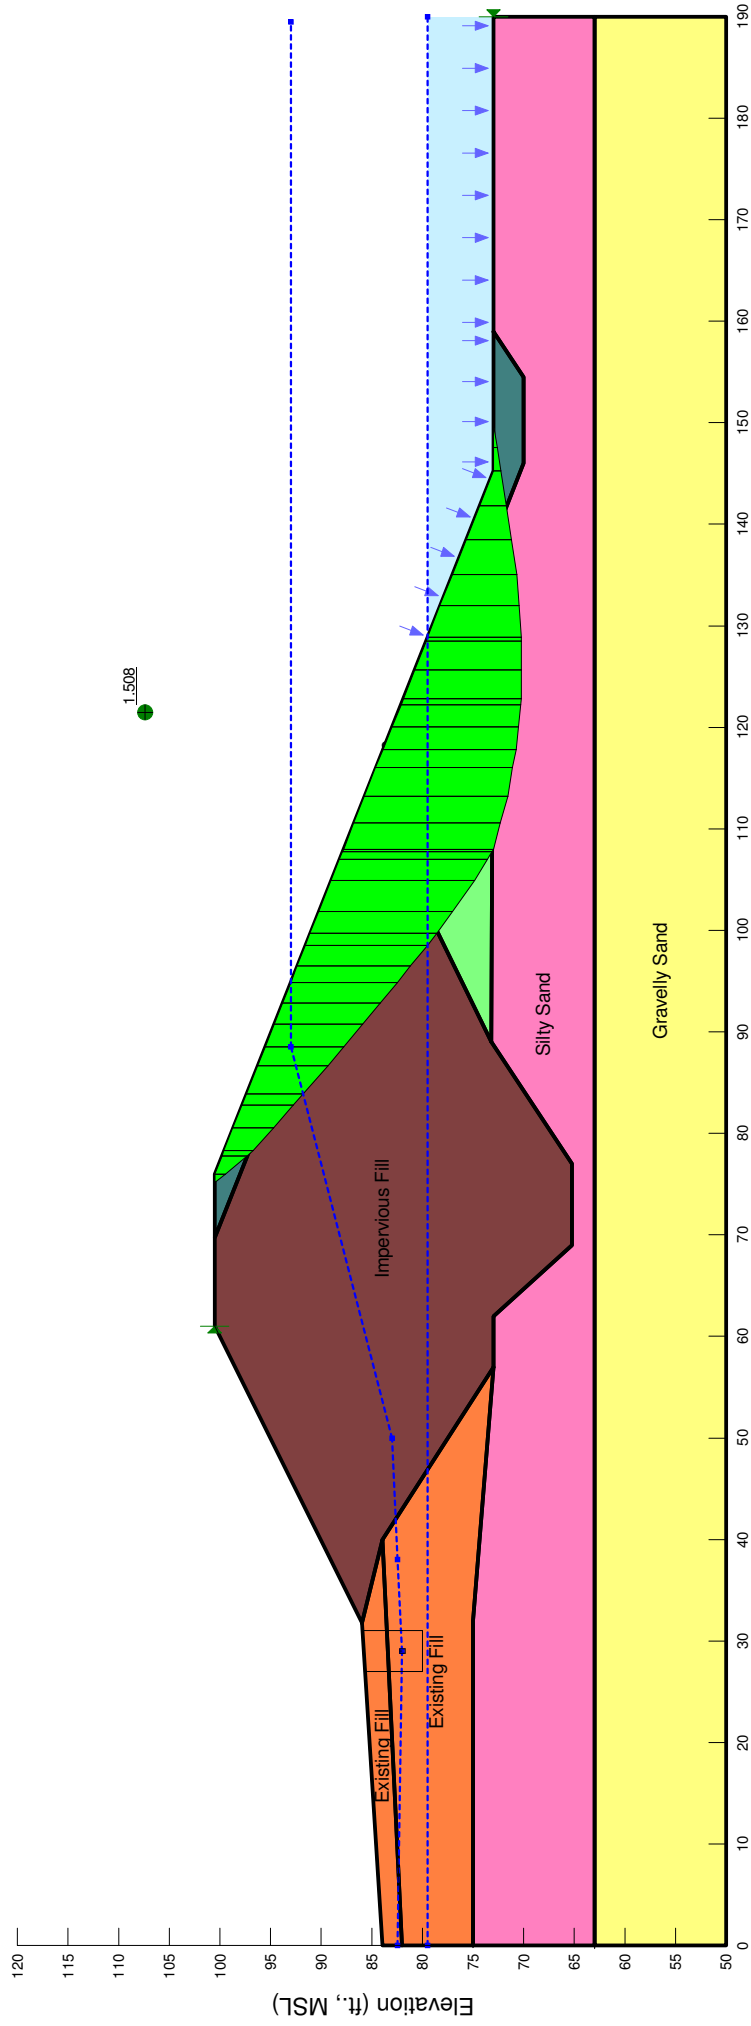 1.508
Existing Fill
Existing Fill
Impervious Fill
Silty Sand
Gravelly Sand
Elevation (ft., MSL)
120
115
110
105
100
95
90
85
80
75
70
65
60
55
50
0 10 20 30 40 50 60 70 80 90 100 110 120 130 140 150 160 170 180 190